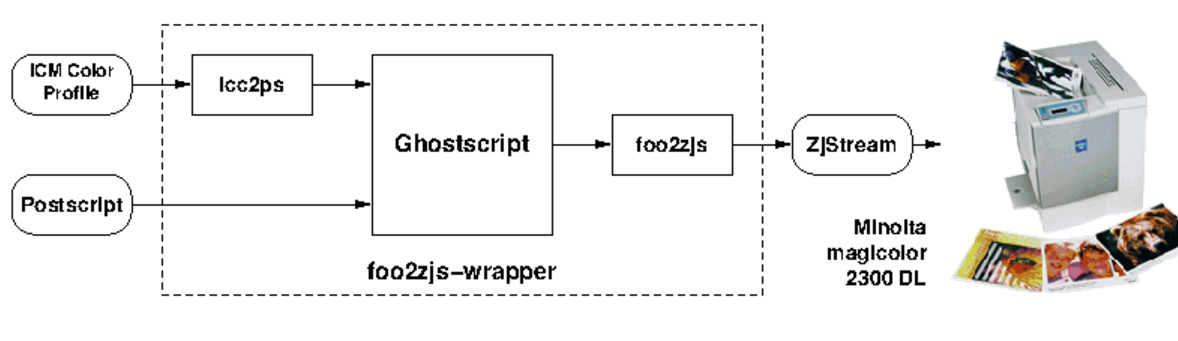 ICM Color
Profile
Icc2ps
Ghostscript
foo2zjs
ZjStream
Postscript
foo2zjs-wrapper
Minolta
magicolor
2300 DL